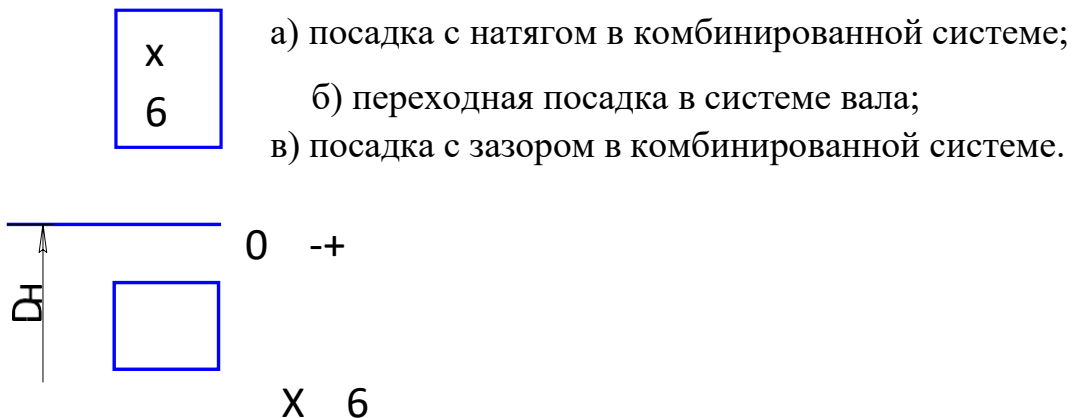 х
6
а) посадка с натягом в комбинированной системе;
б) переходная посадка в системе вала;
в) посадка с зазором в комбинированной системе.
0 -+
Dн
Х 6